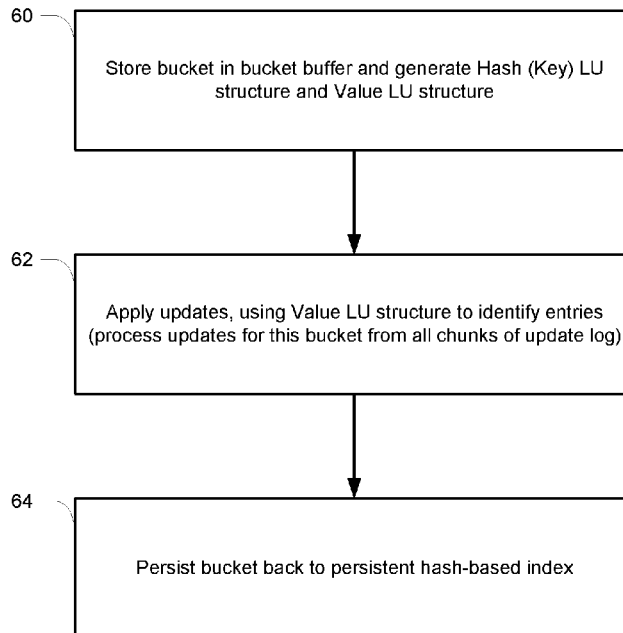 60
Store bucket in bucket buffer and generate Hash (Key) LU
structure and Value LU structure
62
Apply updates, using Value LU structure to identify entries
(process updates for this bucket from all chunks of update log)
64
Persist bucket back to persistent hash-based index